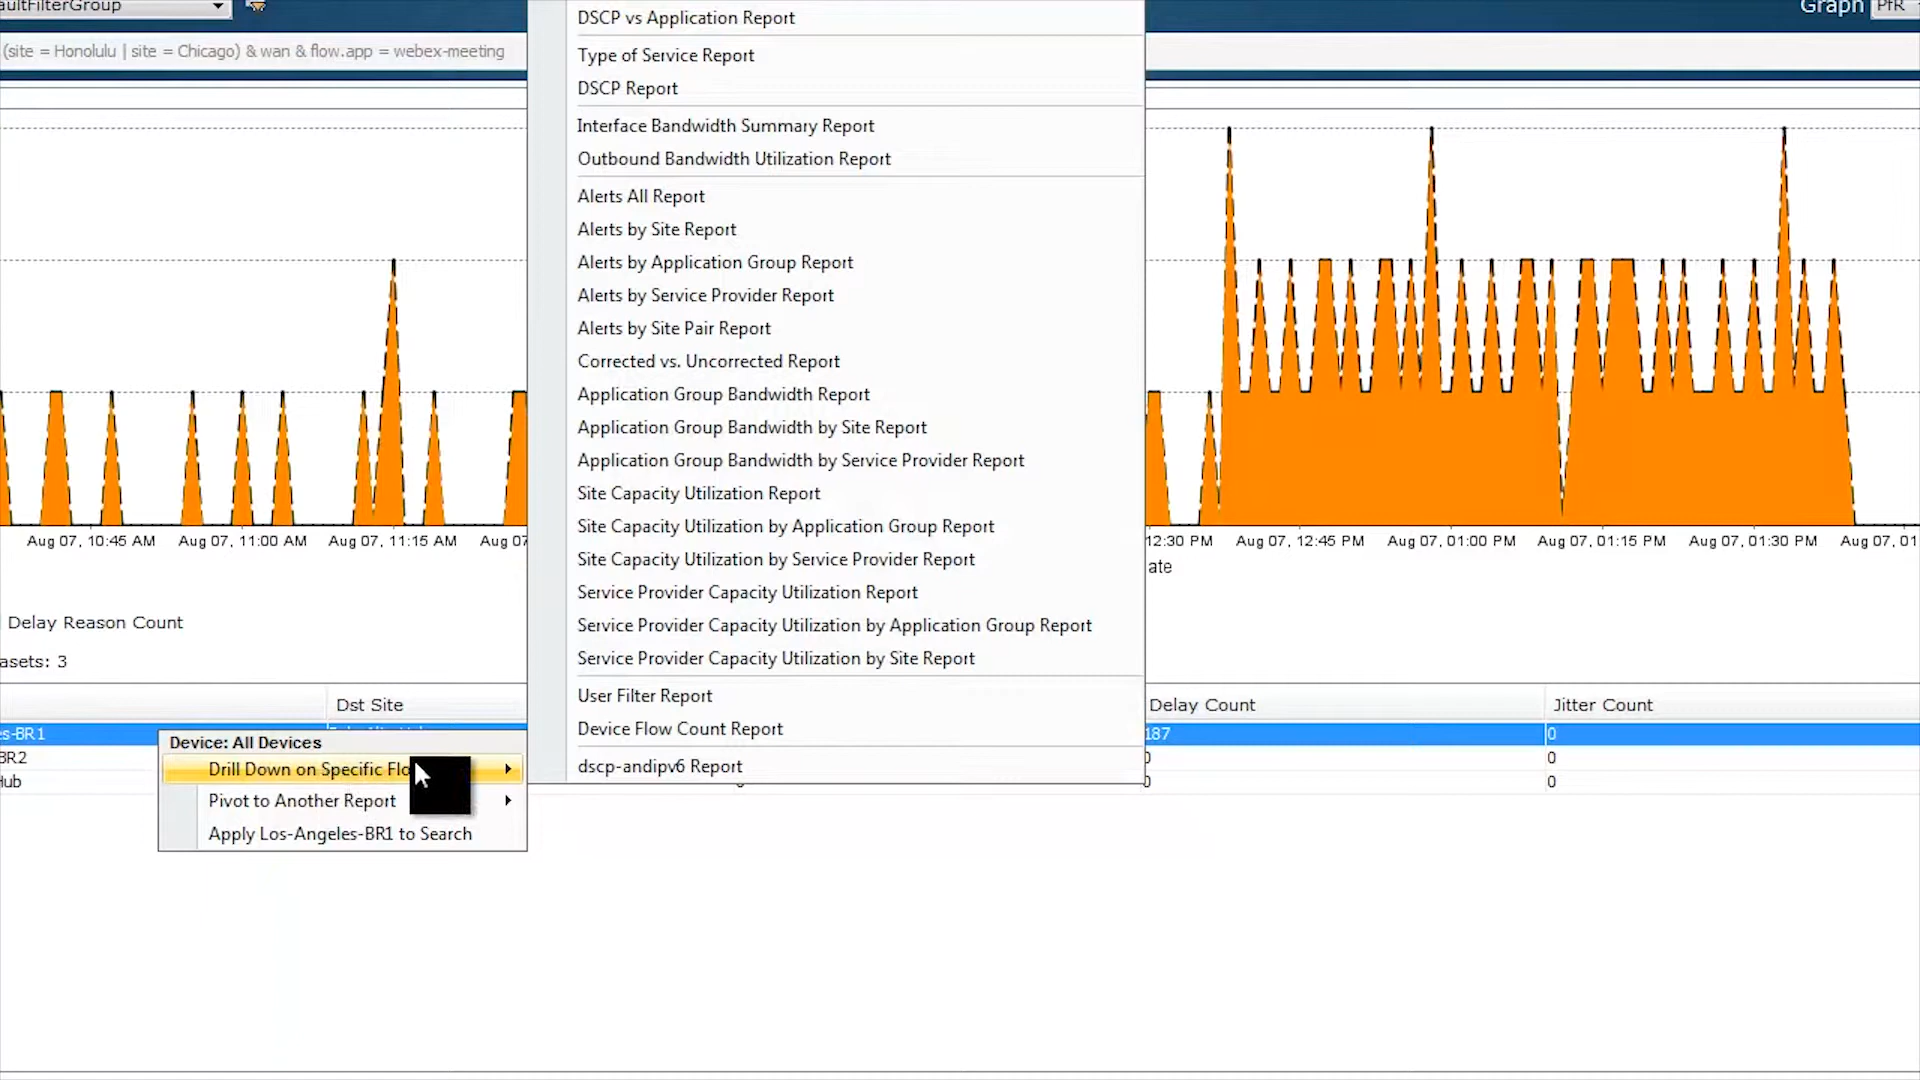 aultFilterGroup
Graph PfR
(site = Honolulu | site = Chicago) & wan & flow.app = webex-meeting
DSCP vs Application Report
Type of Service Report
DSCP Report
Interface Bandwidth Summary Report
Outbound Bandwidth Utilization Report
Alerts All Report
Alerts by Site Report
Alerts by Application Group Report
Alerts by Service Provider Report
Alerts by Site Pair Report
Corrected vs. Uncorrected Report
Application Group Bandwidth Report
Application Group Bandwidth by Site Report
Application Group Bandwidth by Service Provider Report
Site Capacity Utilization Report
Site Capacity Utilization by Application Group Report
Site Capacity Utilization by Service Provider Report
Service Provider Capacity Utilization Report
Service Provider Capacity Utilization by Application Group Report
Service Provider Capacity Utilization by Site Report
User Filter Report
Device Flow Count Report
dscp-andipv6 Report
Aug 07, 10:45 AM Aug 07, 11:00 AM Aug 07, 11:15 AM Aug 07 12:30 PM Aug 07, 12:45 PM Aug 07, 01:00 PM Aug 07, 01:15 PM Aug 07, 01:30 PM Aug 07, 01
ate
Delay Reason Count
asets: 3
Dst Site Delay Count Jitter Count
s-BR1 187 0
BR2 0 0
Hub 0 0
Device: All Devices
Drill Down on Specific Flo
Pivot to Another Report
Apply Los-Angeles-BR1 to Search